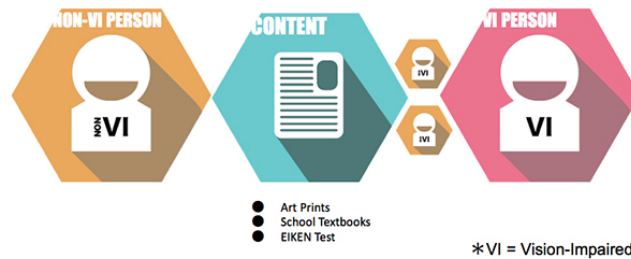 NON-VI PERSON
CONTENT
VI PERSON
NON VI
VI
VI
VI
● Art Prints
● School Textbooks
● EIKEN Test
*VI = Vision-Impaired